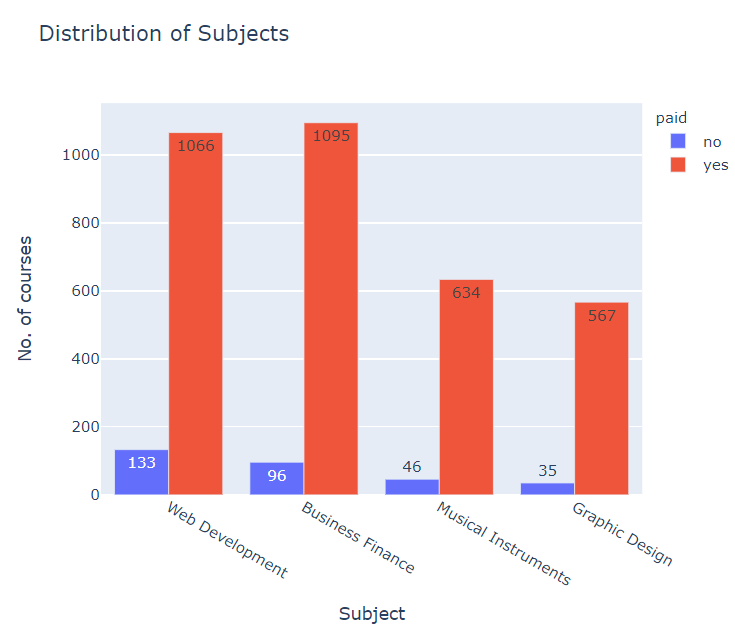 Distribution of Subjects
paid
no
yes
No. of courses
1000
800
600
400
200
0
133
1066
96
1095
46
634
35
567
Web Development
Business Finance
Musical Instruments
Graphic Design
Subject